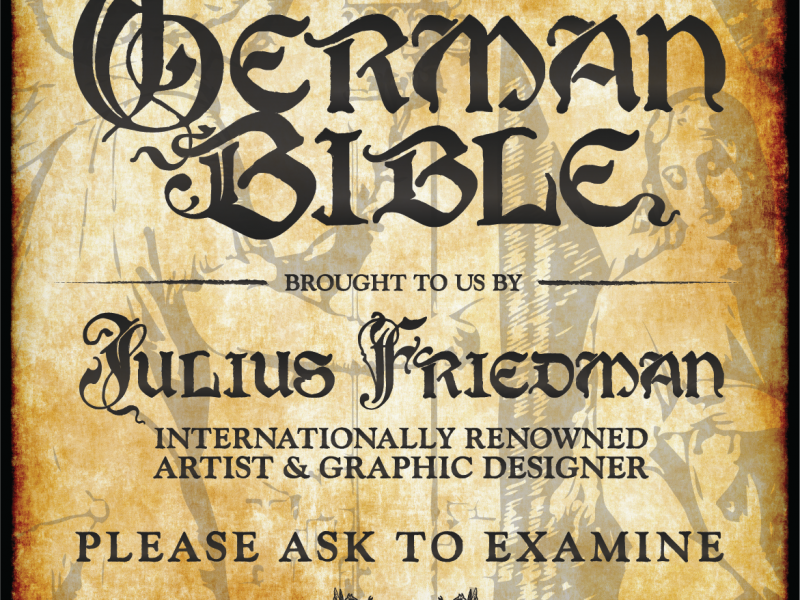 GERMAN
BIBLE
BROUGHT TO US BY
JULIUS FRIEDMAN
INTERNATIONALLY RENOWNED
ARTIST & GRAPHIC DESIGNER
PLEASE ASK TO EXAMINE